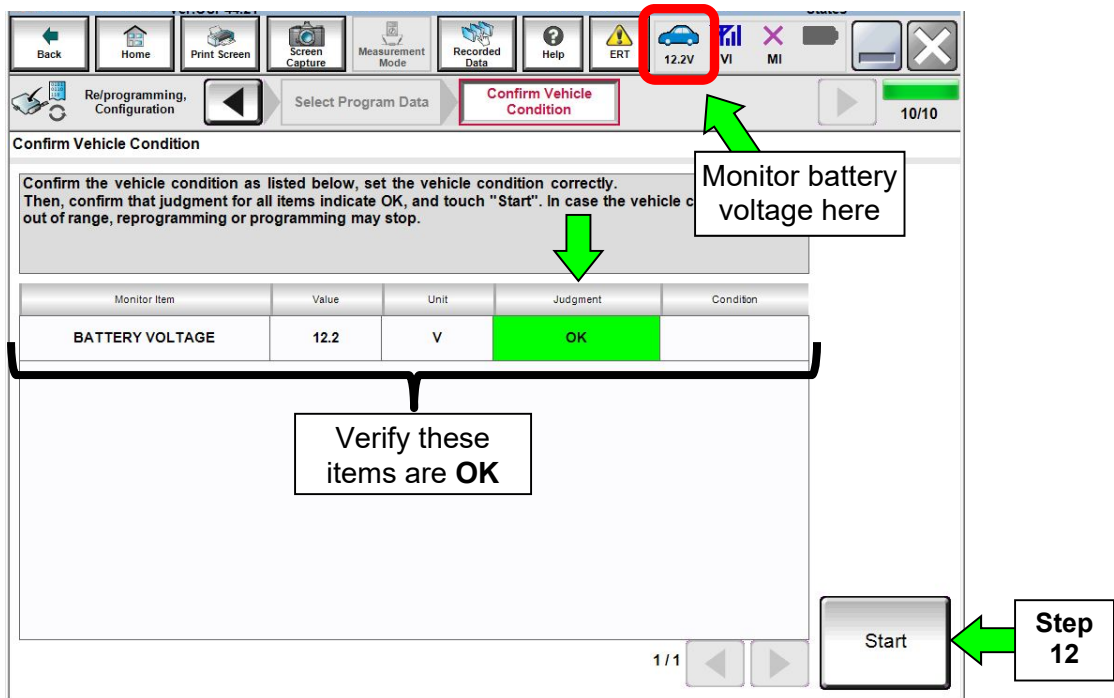 Back
Home
Print Screen
Screen
Capture
Measurement
Mode
Recorded
Data
Help
ERT
12.2V
VI
MI
Re/programming,
Configuration
Select Program Data
Confirm Vehicle
Condition
10/10
Confirm Vehicle Condition
Confirm the vehicle condition as listed below, set the vehicle condition correctly.
Then, confirm that judgment for all items indicate OK, and touch "Start". In case the vehicle c
out of range, reprogramming or programming may stop.
Monitor battery
voltage here
Monitor Item Value Unit Judgment Condition
BATTERY VOLTAGE 12.2 V OK
Verify these
items are OK
Start
Step
12
1/1